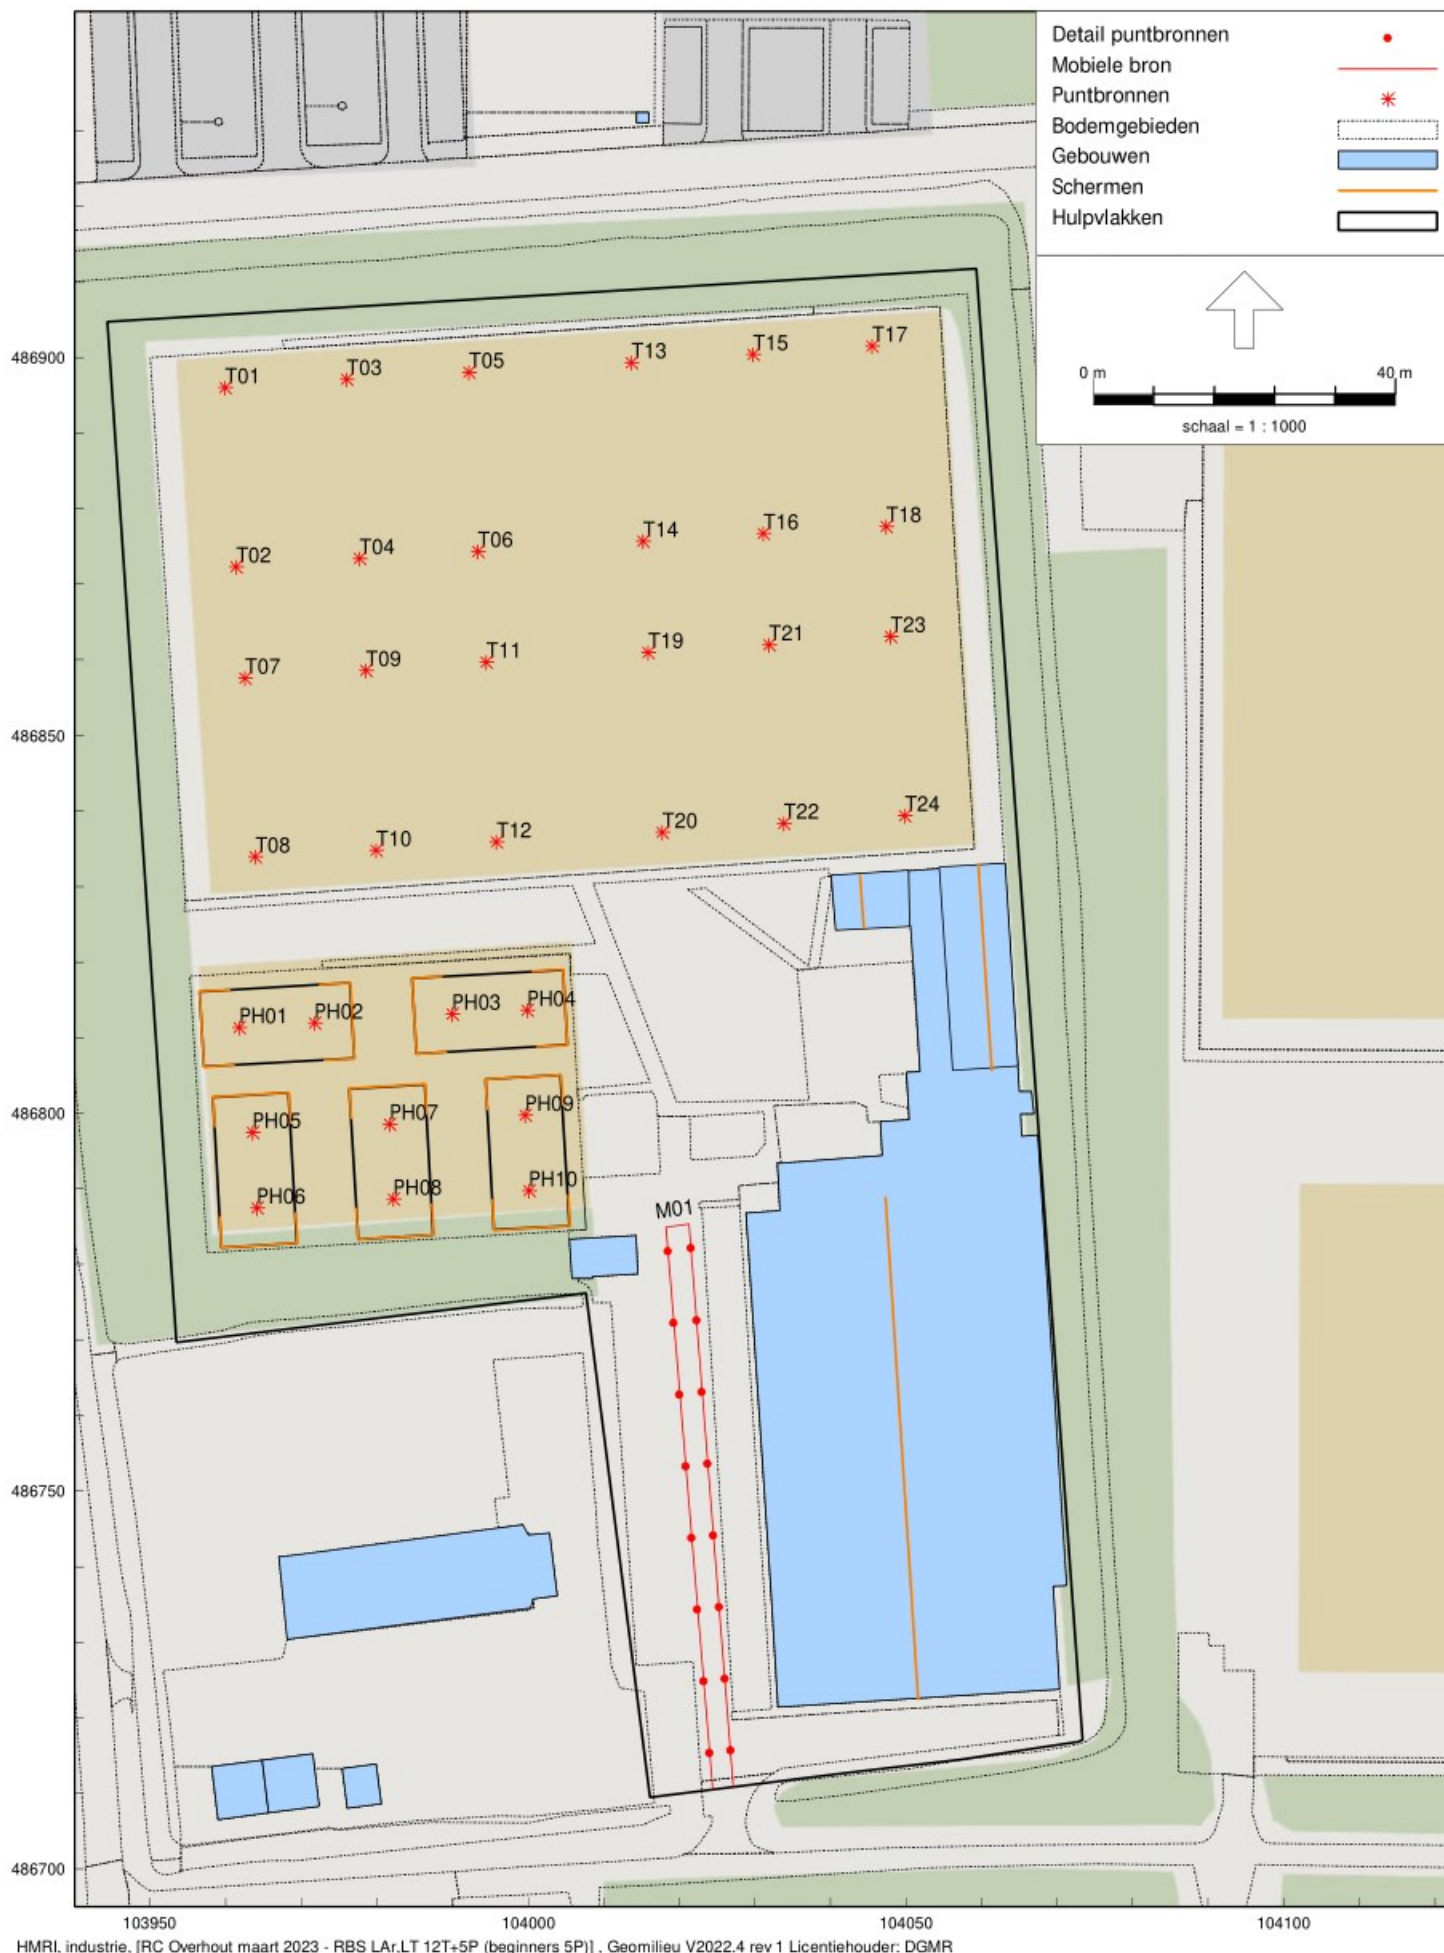 Detail puntbronnen
Mobiele bron
Puntbronnen
Bodemgebieden
Gebouwen
Schermen
Hulpvlakken
0 m 40 m
schaal = 1 : 1000
486900
T01 T03 T05 T13 T15 T17
T02 T04 T06 T14 T16 T18
T07 T09 T11 T19 T21 T23
486850
T08 T10 T12 T20 T22 T24
PH01 PH02 PH03 PH04
486800
PH05 PH07 PH09
PH06 PH08 PH10
M01
486750
486700
103950 104000 104050 104100
HMRI, industrie, [RC Overhout maart 2023 - RBS LAr,LT 12T+5P (beginners 5P)] , Geomilieu V2022.4 rev 1 Licentiehouder: DGMR